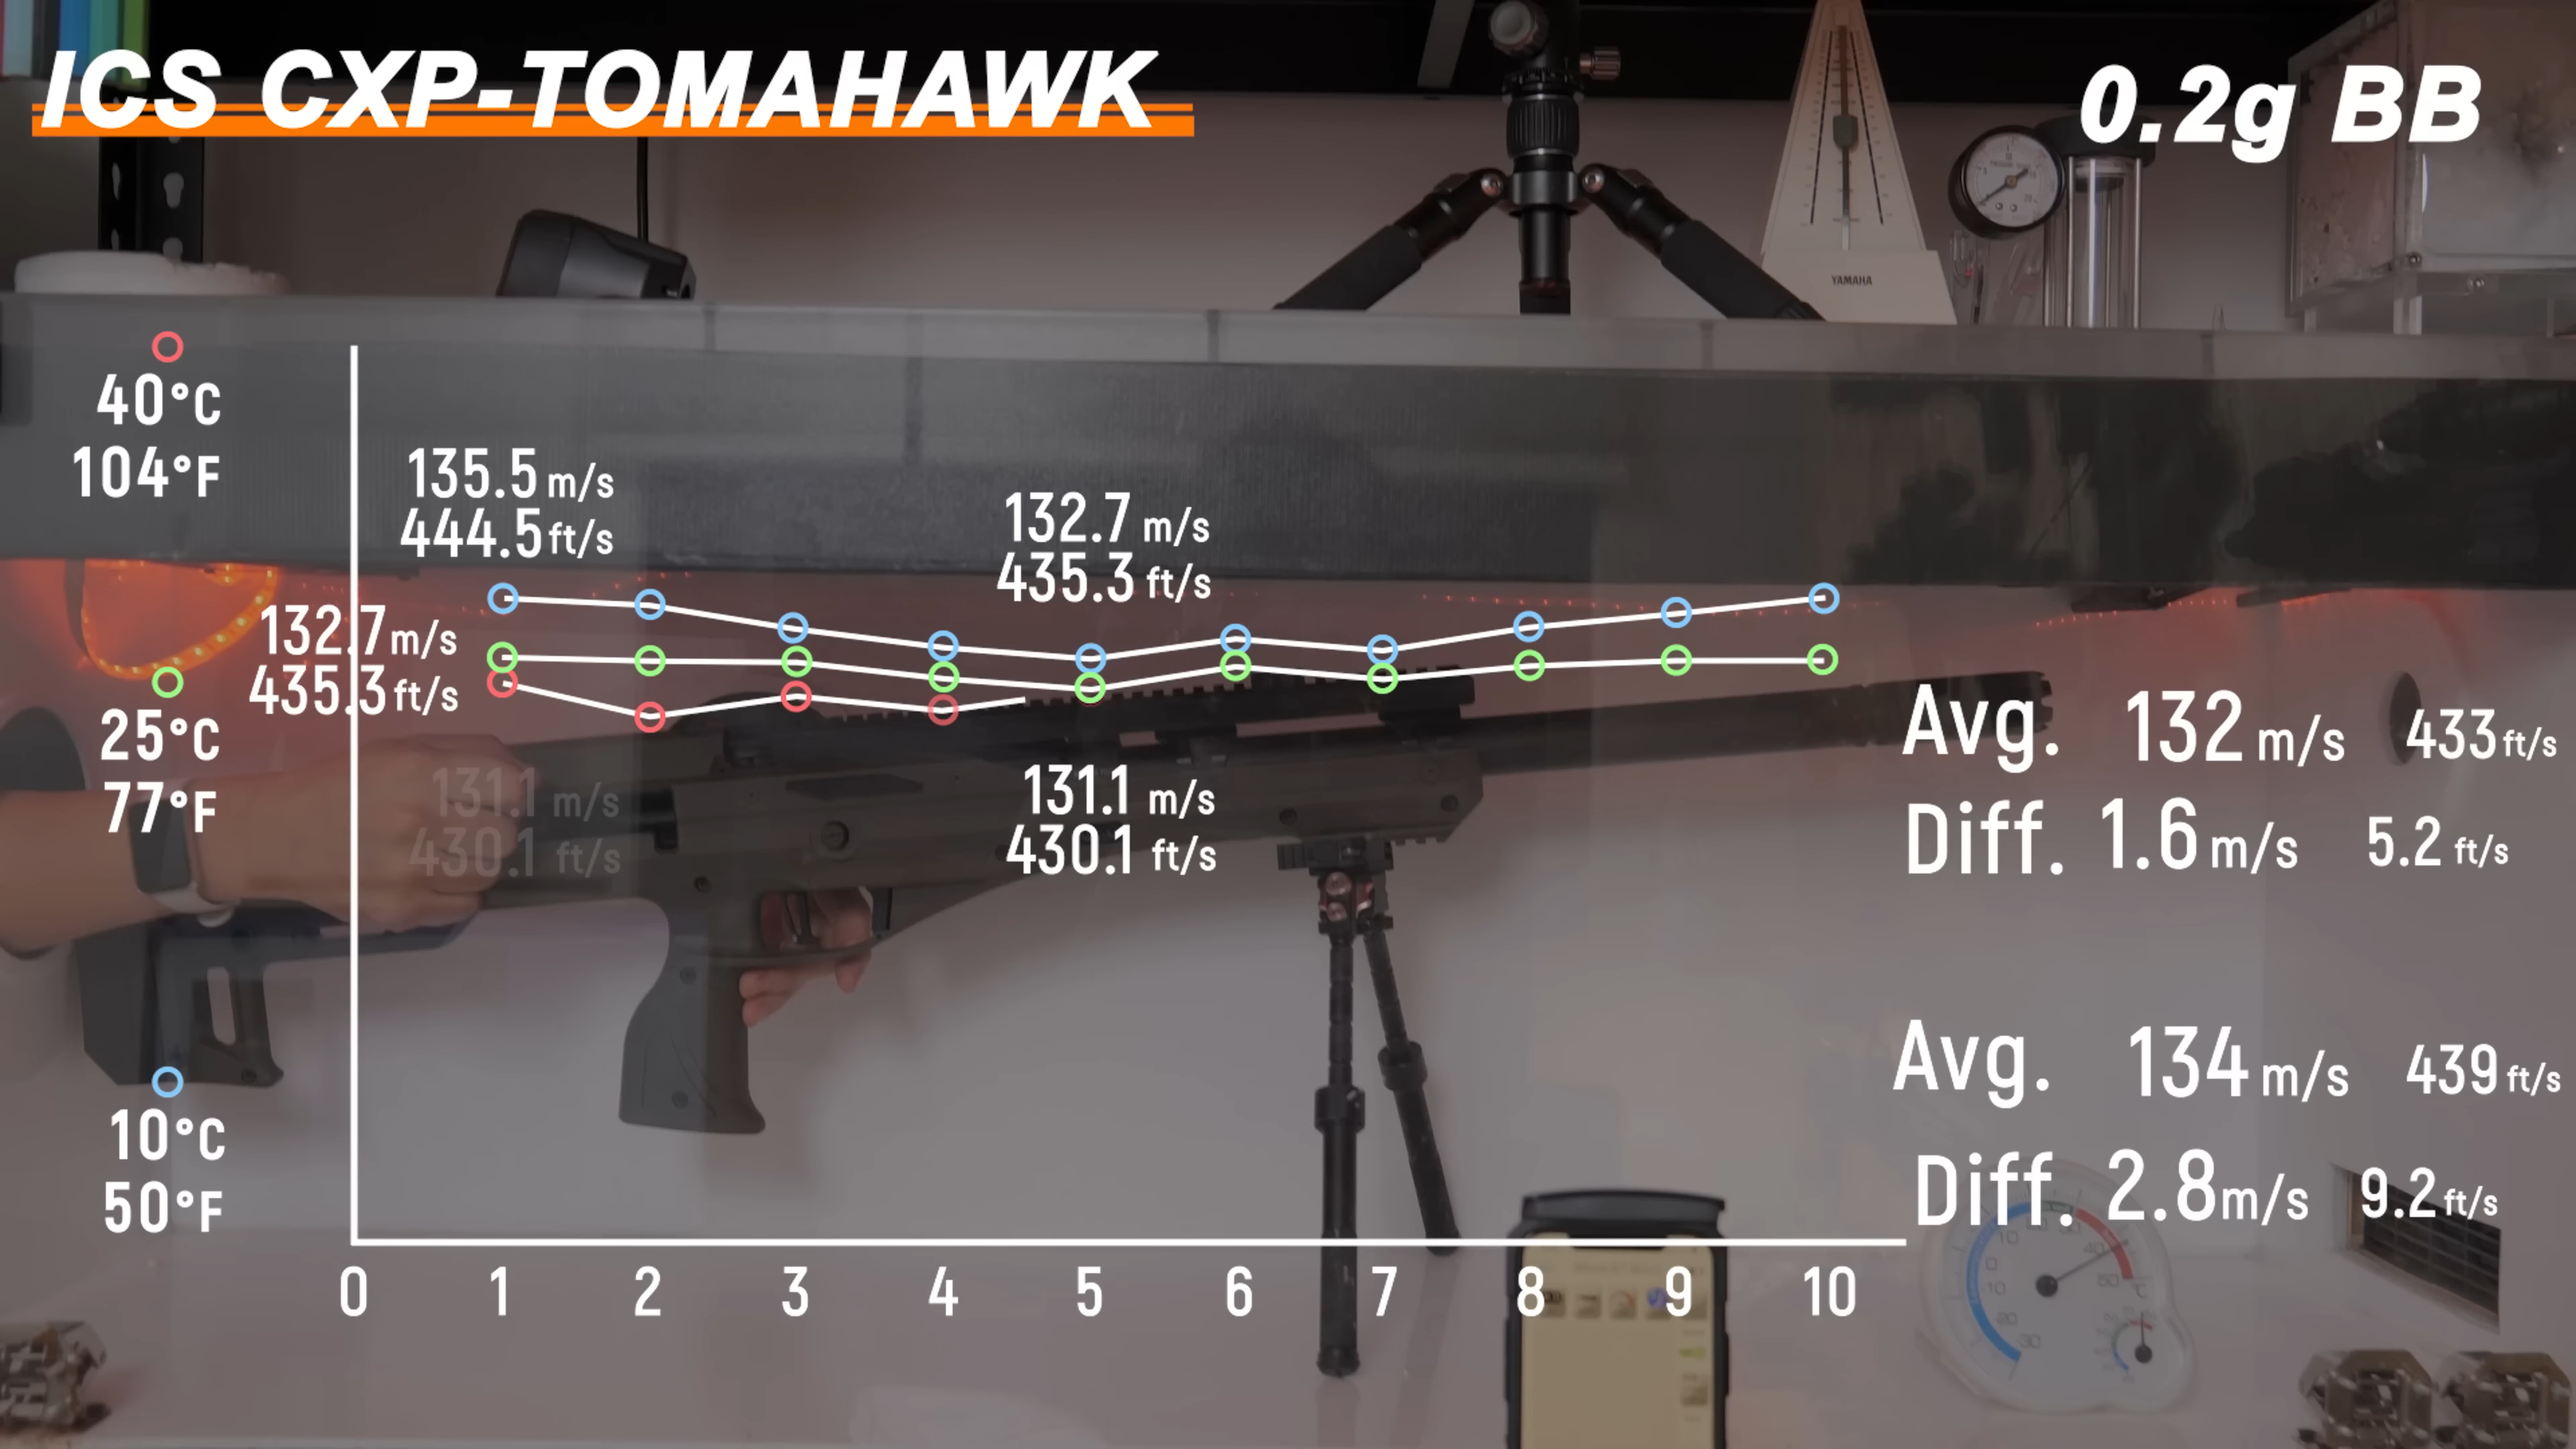 ICS CXP-TOMAHAWK
0.2g BB
YAMAHA
40°C
104°F
135.5 m/s
444.5 ft/s
132.7 m/s
435.3 ft/s
132.7 m/s
435.3 ft/s
25°C
77°F
131.1 m/s
430.1 ft/s
131.1 m/s
430.1 ft/s
Avg. 132 m/s 433 ft/s
Diff. 1.6 m/s 5.2 ft/s
10°C
50°F
Avg. 134 m/s 439 ft/s
Diff. 2.8 m/s 9.2 ft/s
0 1 2 3 4 5 6 7 8 9 10